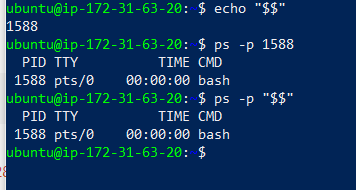 ubuntu@ip-172-31-63-20: $ echo "$$"
1588
ubuntu@ip-172-31-63-20: $ ps -p 1588
PID TTY TIME CMD
1588 pts/0 00:00:00 bash
ubuntu@ip-172-31-63-20: $ ps -p "$$"
PID TTY TIME CMD
1588 pts/0 00:00:00 bash
ubuntu@ip-172-31-63-20: $